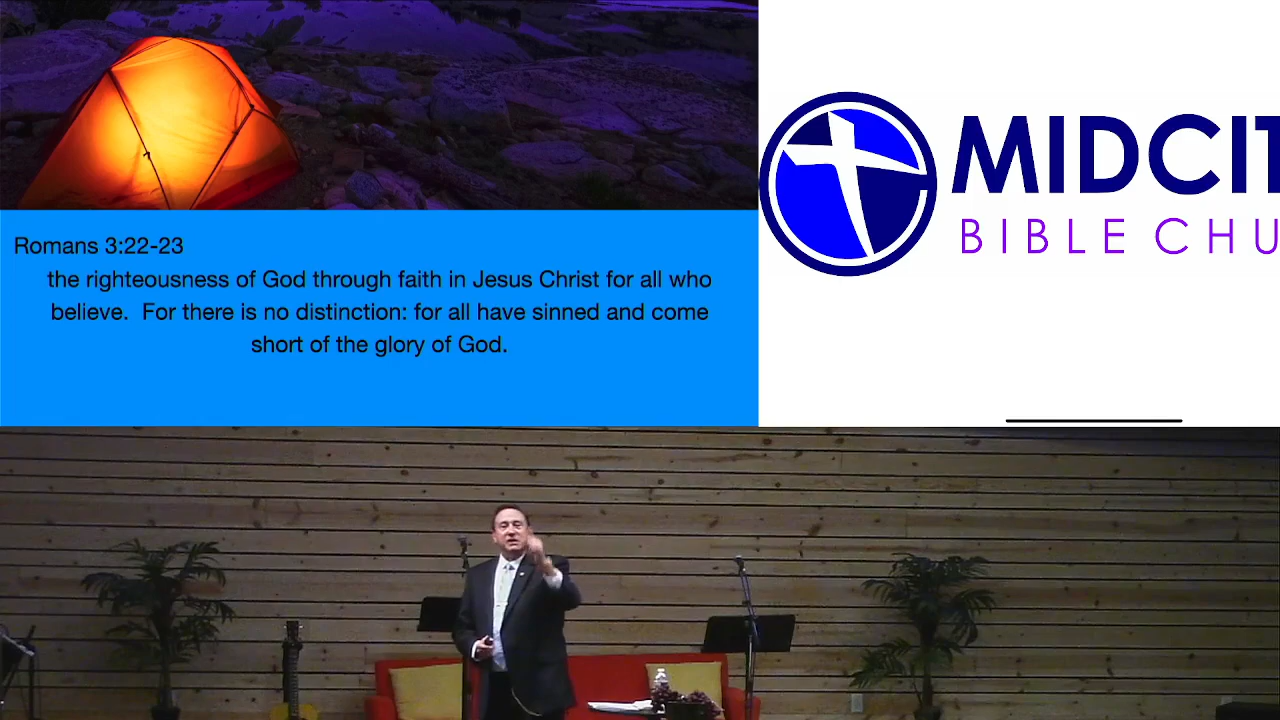 Romans 3:22-23
the righteousness of God through faith in Jesus Christ for all who
believe.  For there is no distinction: for all have sinned and come
short of the glory of God.
MIDCIT
BIBLE CHU